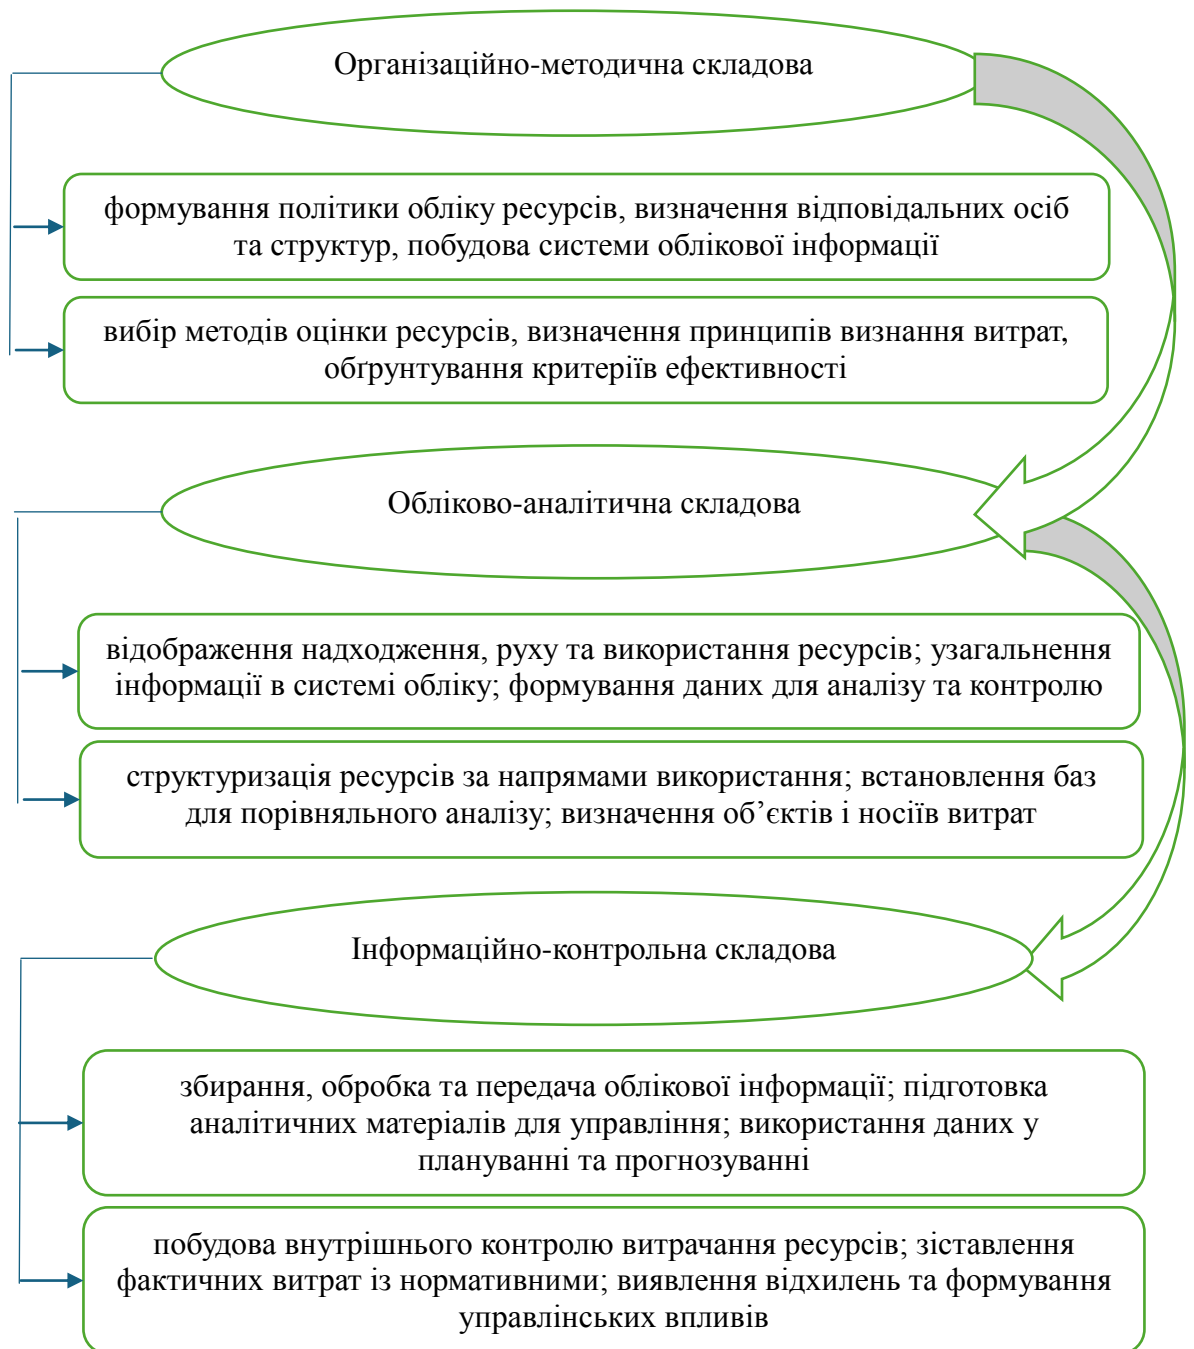 Організаційно-методична складова
формування політики обліку ресурсів, визначення відповідальних осіб
та структур, побудова системи облікової інформації
вибір методів оцінки ресурсів, визначення принципів визнання витрат,
обґрунтування критеріїв ефективності
Обліково-аналітична складова
відображення надходження, руху та використання ресурсів; узагальнення
інформації в системі обліку; формування даних для аналізу та контролю
структуризація ресурсів за напрямами використання; встановлення баз
для порівняльного аналізу; визначення об’єктів і носіїв витрат
Інформаційно-контрольна складова
збирання, обробка та передача облікової інформації; підготовка
аналітичних матеріалів для управління; використання даних у
плануванні та прогнозуванні
побудова внутрішнього контролю витрачання ресурсів; зіставлення
фактичних витрат із нормативними; виявлення відхилень та формування
управлінських впливів